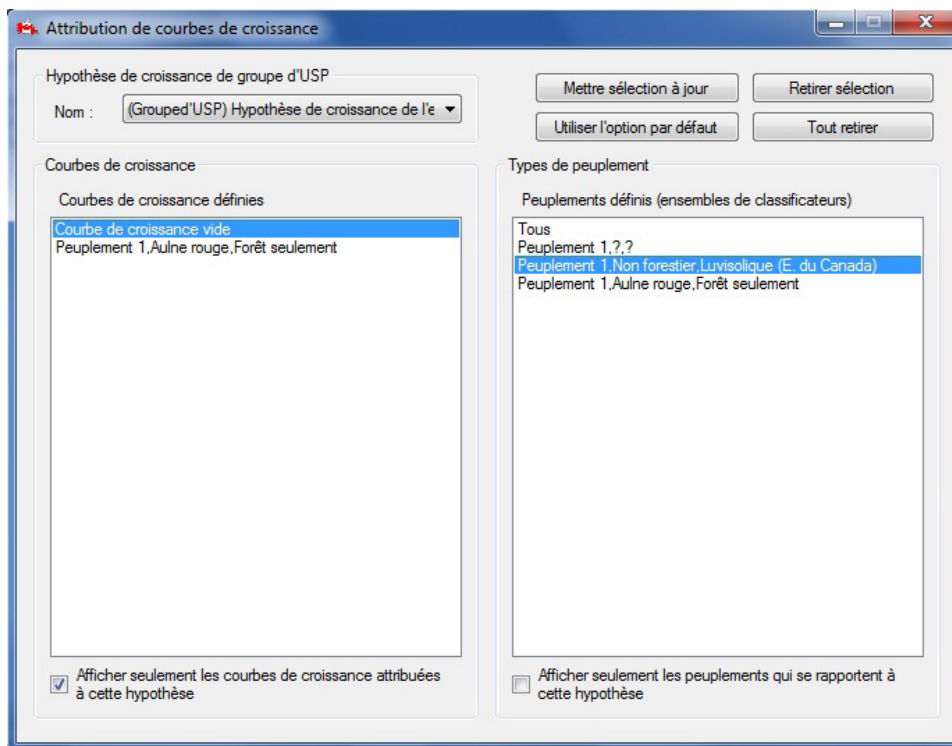 Attribution de courbes de croissance
Hypothèse de croissance de groupe d'USP
Nom :
(Grouped'USP) Hypothèse de croissance de l'e
Mettre sélection à jour
Retirer sélection
Utiliser l'option par défaut
Tout retirer
Courbes de croissance
Courbes de croissance définies
Courbe de croissance vide
Peuplement 1,Aulne rouge,Forêt seulement
Afficher seulement les courbes de croissance attribuées
à cette hypothèse
Types de peuplement
Peuplements définis (ensembles de classificateurs)
Tous
Peuplement 1,?,?
Peuplement 1,Non forestier,Luvisolique (E. du Canada)
Peuplement 1,Aulne rouge,Forêt seulement
Afficher seulement les peuplements qui se rapportent à
cette hypothèse